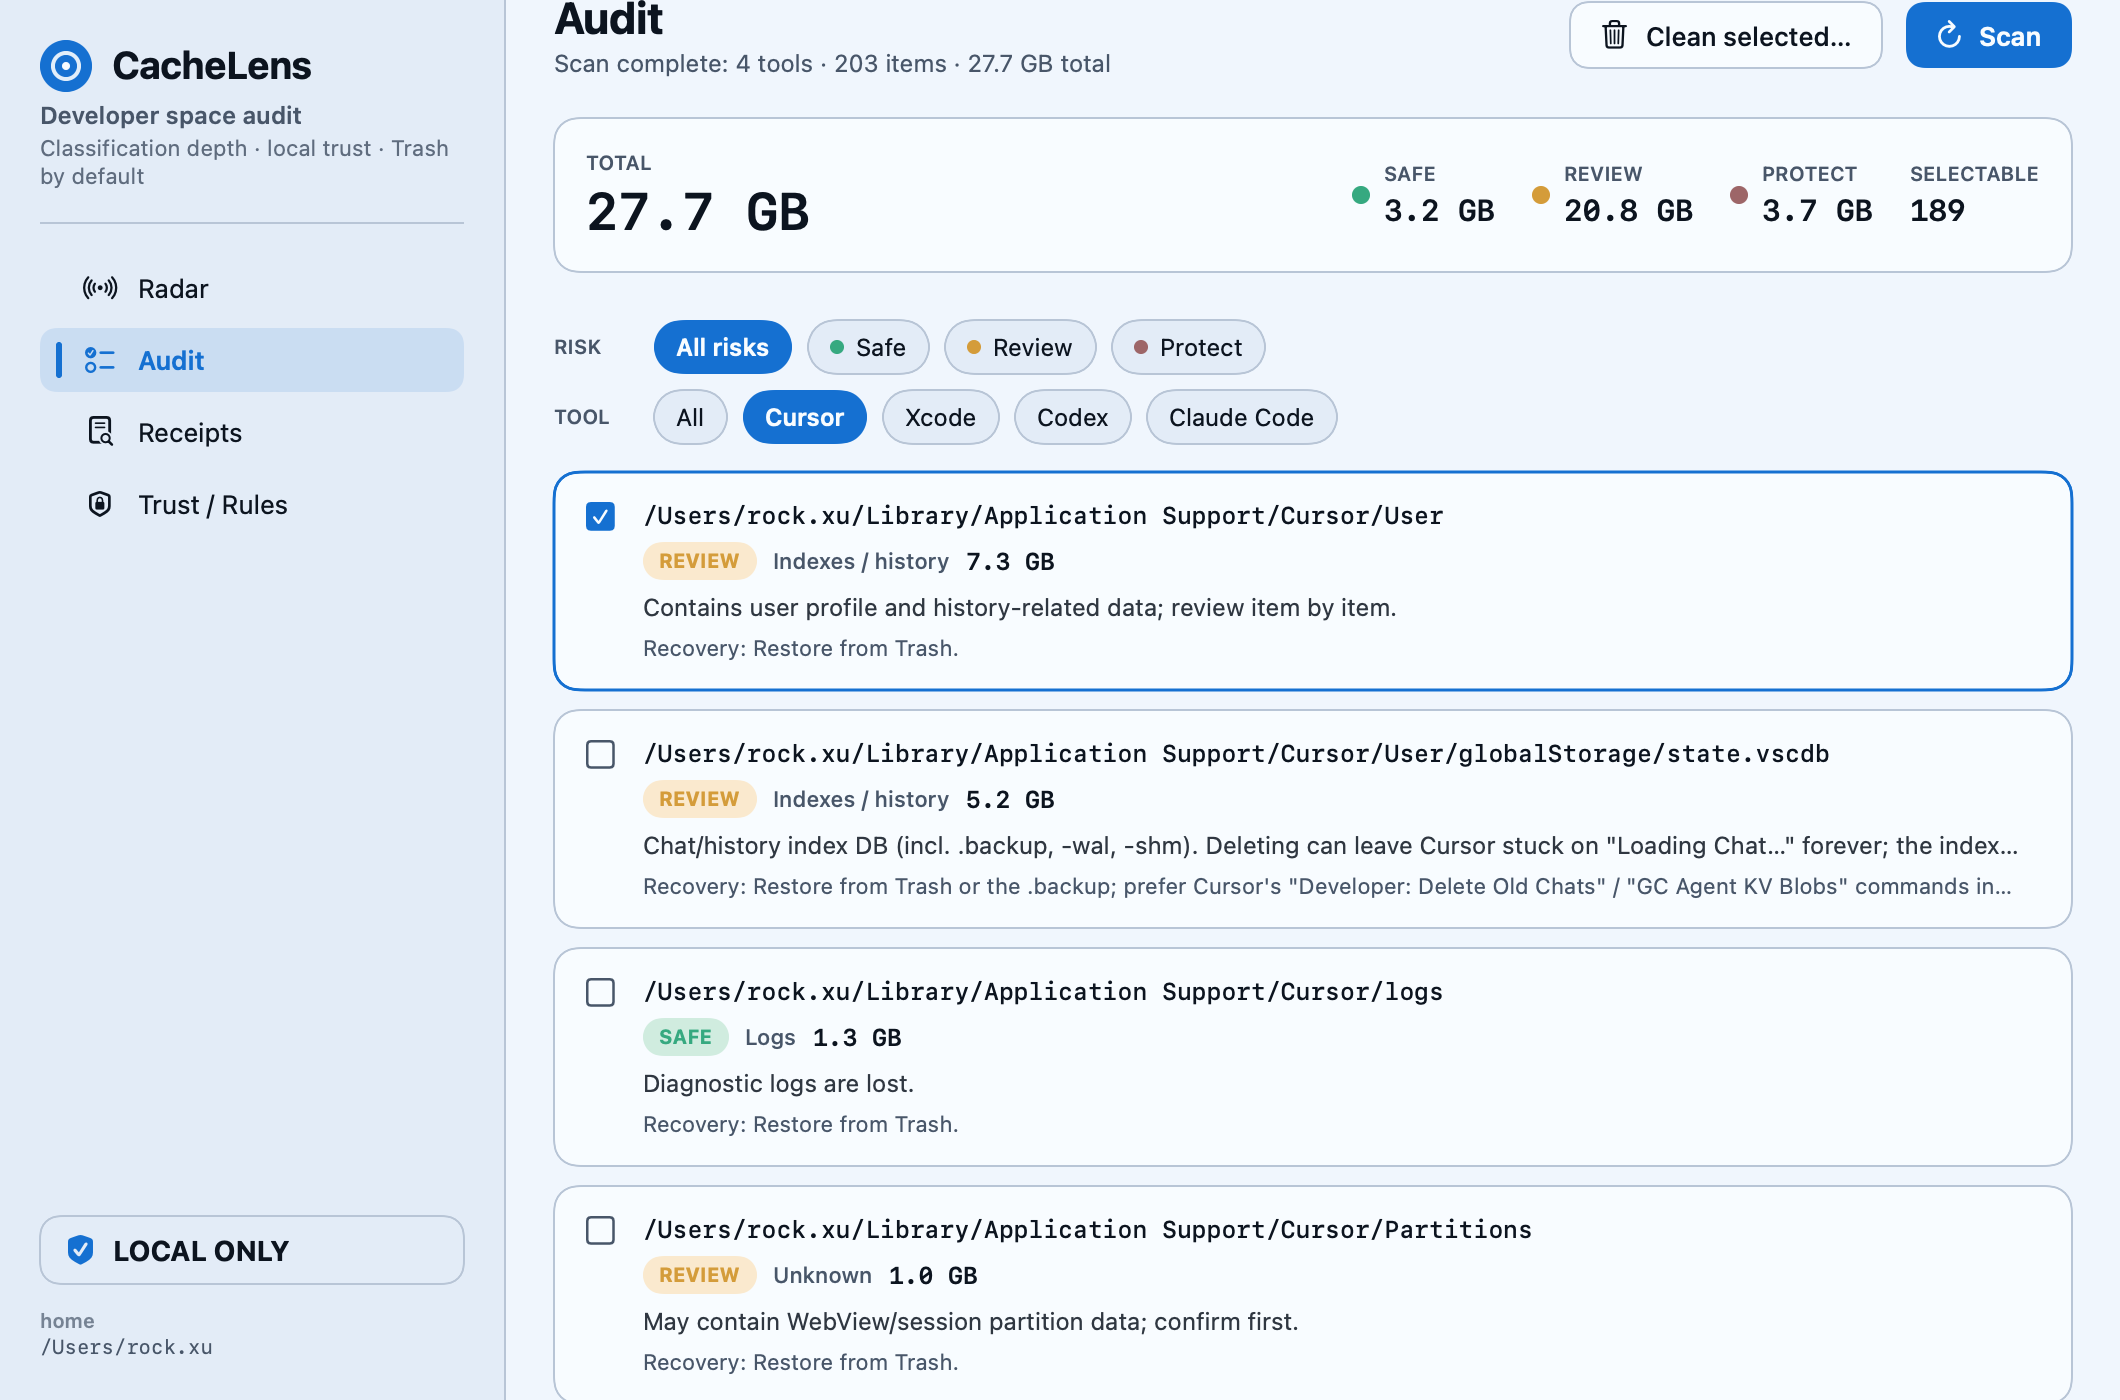 CacheLens
Developer space audit
Classification depth · local trust · Trash
by default
Radar
Audit
Receipts
Trust / Rules
LOCAL ONLY
home
/Users/rock.xu
Audit
Scan complete: 4 tools · 203 items · 27.7 GB total
Clean selected...
Scan
TOTAL
27.7 GB
SAFE
3.2 GB
REVIEW
20.8 GB
PROTECT
3.7 GB
SELECTABLE
189
RISK All risks Safe Review Protect
TOOL All Cursor Xcode Codex Claude Code
/Users/rock.xu/Library/Application Support/Cursor/User
REVIEW Indexes / history 7.3 GB
Contains user profile and history-related data; review item by item.
Recovery: Restore from Trash.
/Users/rock.xu/Library/Application Support/Cursor/User/globalStorage/state.vscdb
REVIEW Indexes / history 5.2 GB
Chat/history index DB (incl. .backup, -wal, -shm). Deleting can leave Cursor stuck on "Loading Chat..." forever; the index...
Recovery: Restore from Trash or the .backup; prefer Cursor's "Developer: Delete Old Chats" / "GC Agent KV Blobs" commands in...
/Users/rock.xu/Library/Application Support/Cursor/logs
SAFE Logs 1.3 GB
Diagnostic logs are lost.
Recovery: Restore from Trash.
/Users/rock.xu/Library/Application Support/Cursor/Partitions
REVIEW Unknown 1.0 GB
May contain WebView/session partition data; confirm first.
Recovery: Restore from Trash.